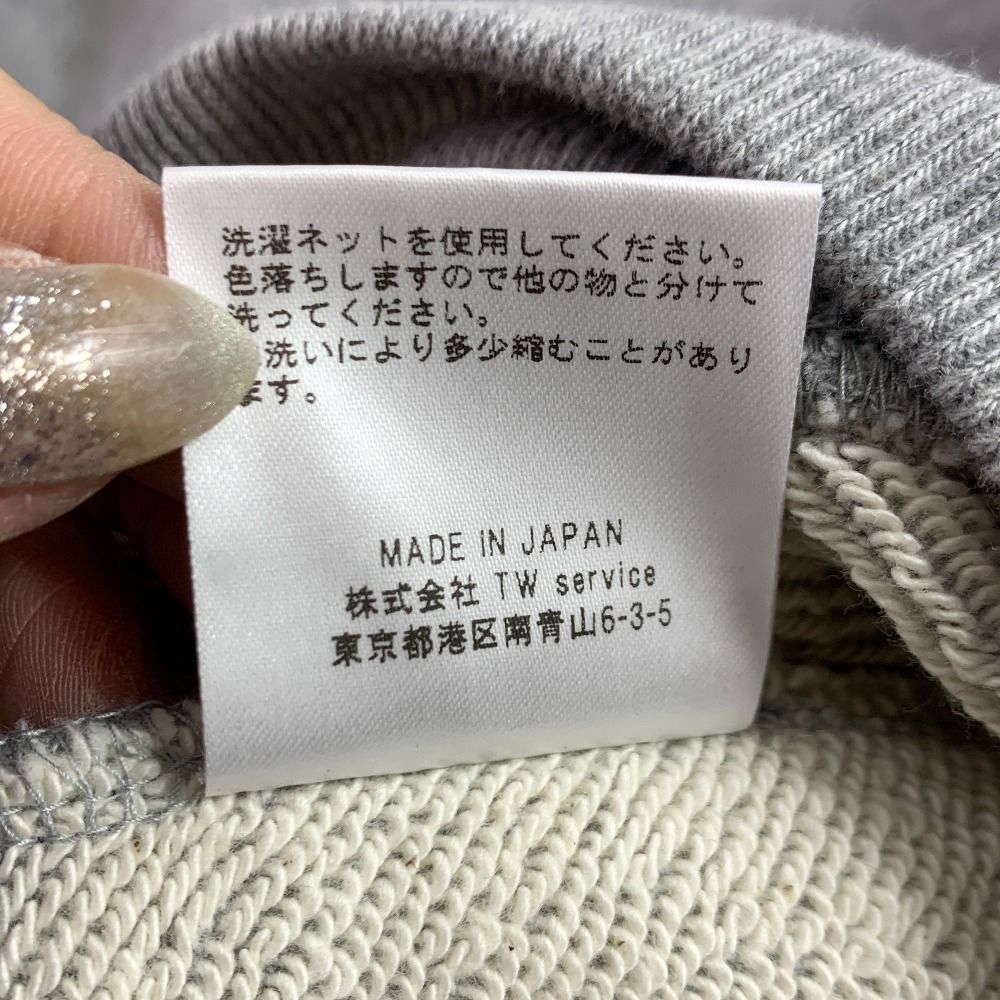 洗濯ネットを使用してください。
色落ちしますので他の物と分けて
洗ってください。
洗いにより多少縮むことがあり
ます。
MADE IN JAPAN
株式会社 TW service
東京都港区南青山6-3-5